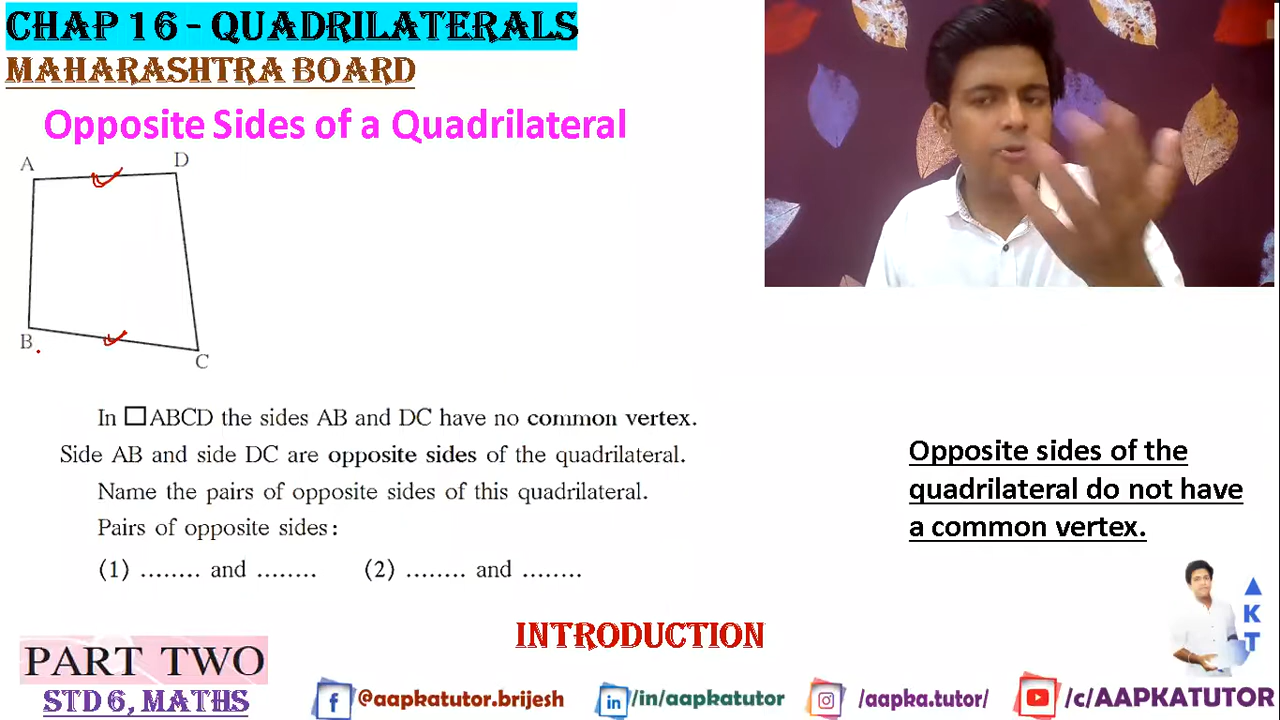 CHAP 16 - QUADRILATERALS
MAHARASHTRA BOARD
Opposite Sides of a Quadrilateral
A
D
B
C
In □ABCD the sides AB and DC have no common vertex.
Side AB and side DC are opposite sides of the quadrilateral.
Name the pairs of opposite sides of this quadrilateral.
Pairs of opposite sides:
(1) ........ and ........ (2) ........ and ........
Opposite sides of the
quadrilateral do not have
a common vertex.
AKT
INTRODUCTION
PART TWO
STD 6, MATHS
@aapkatutor.brijesh
/in/aapkatutor
/aapka.tutor/
/c/AAPKATUTOR